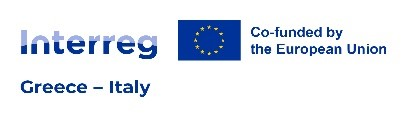 Interreg
Co-funded by
the European Union
Greece – Italy